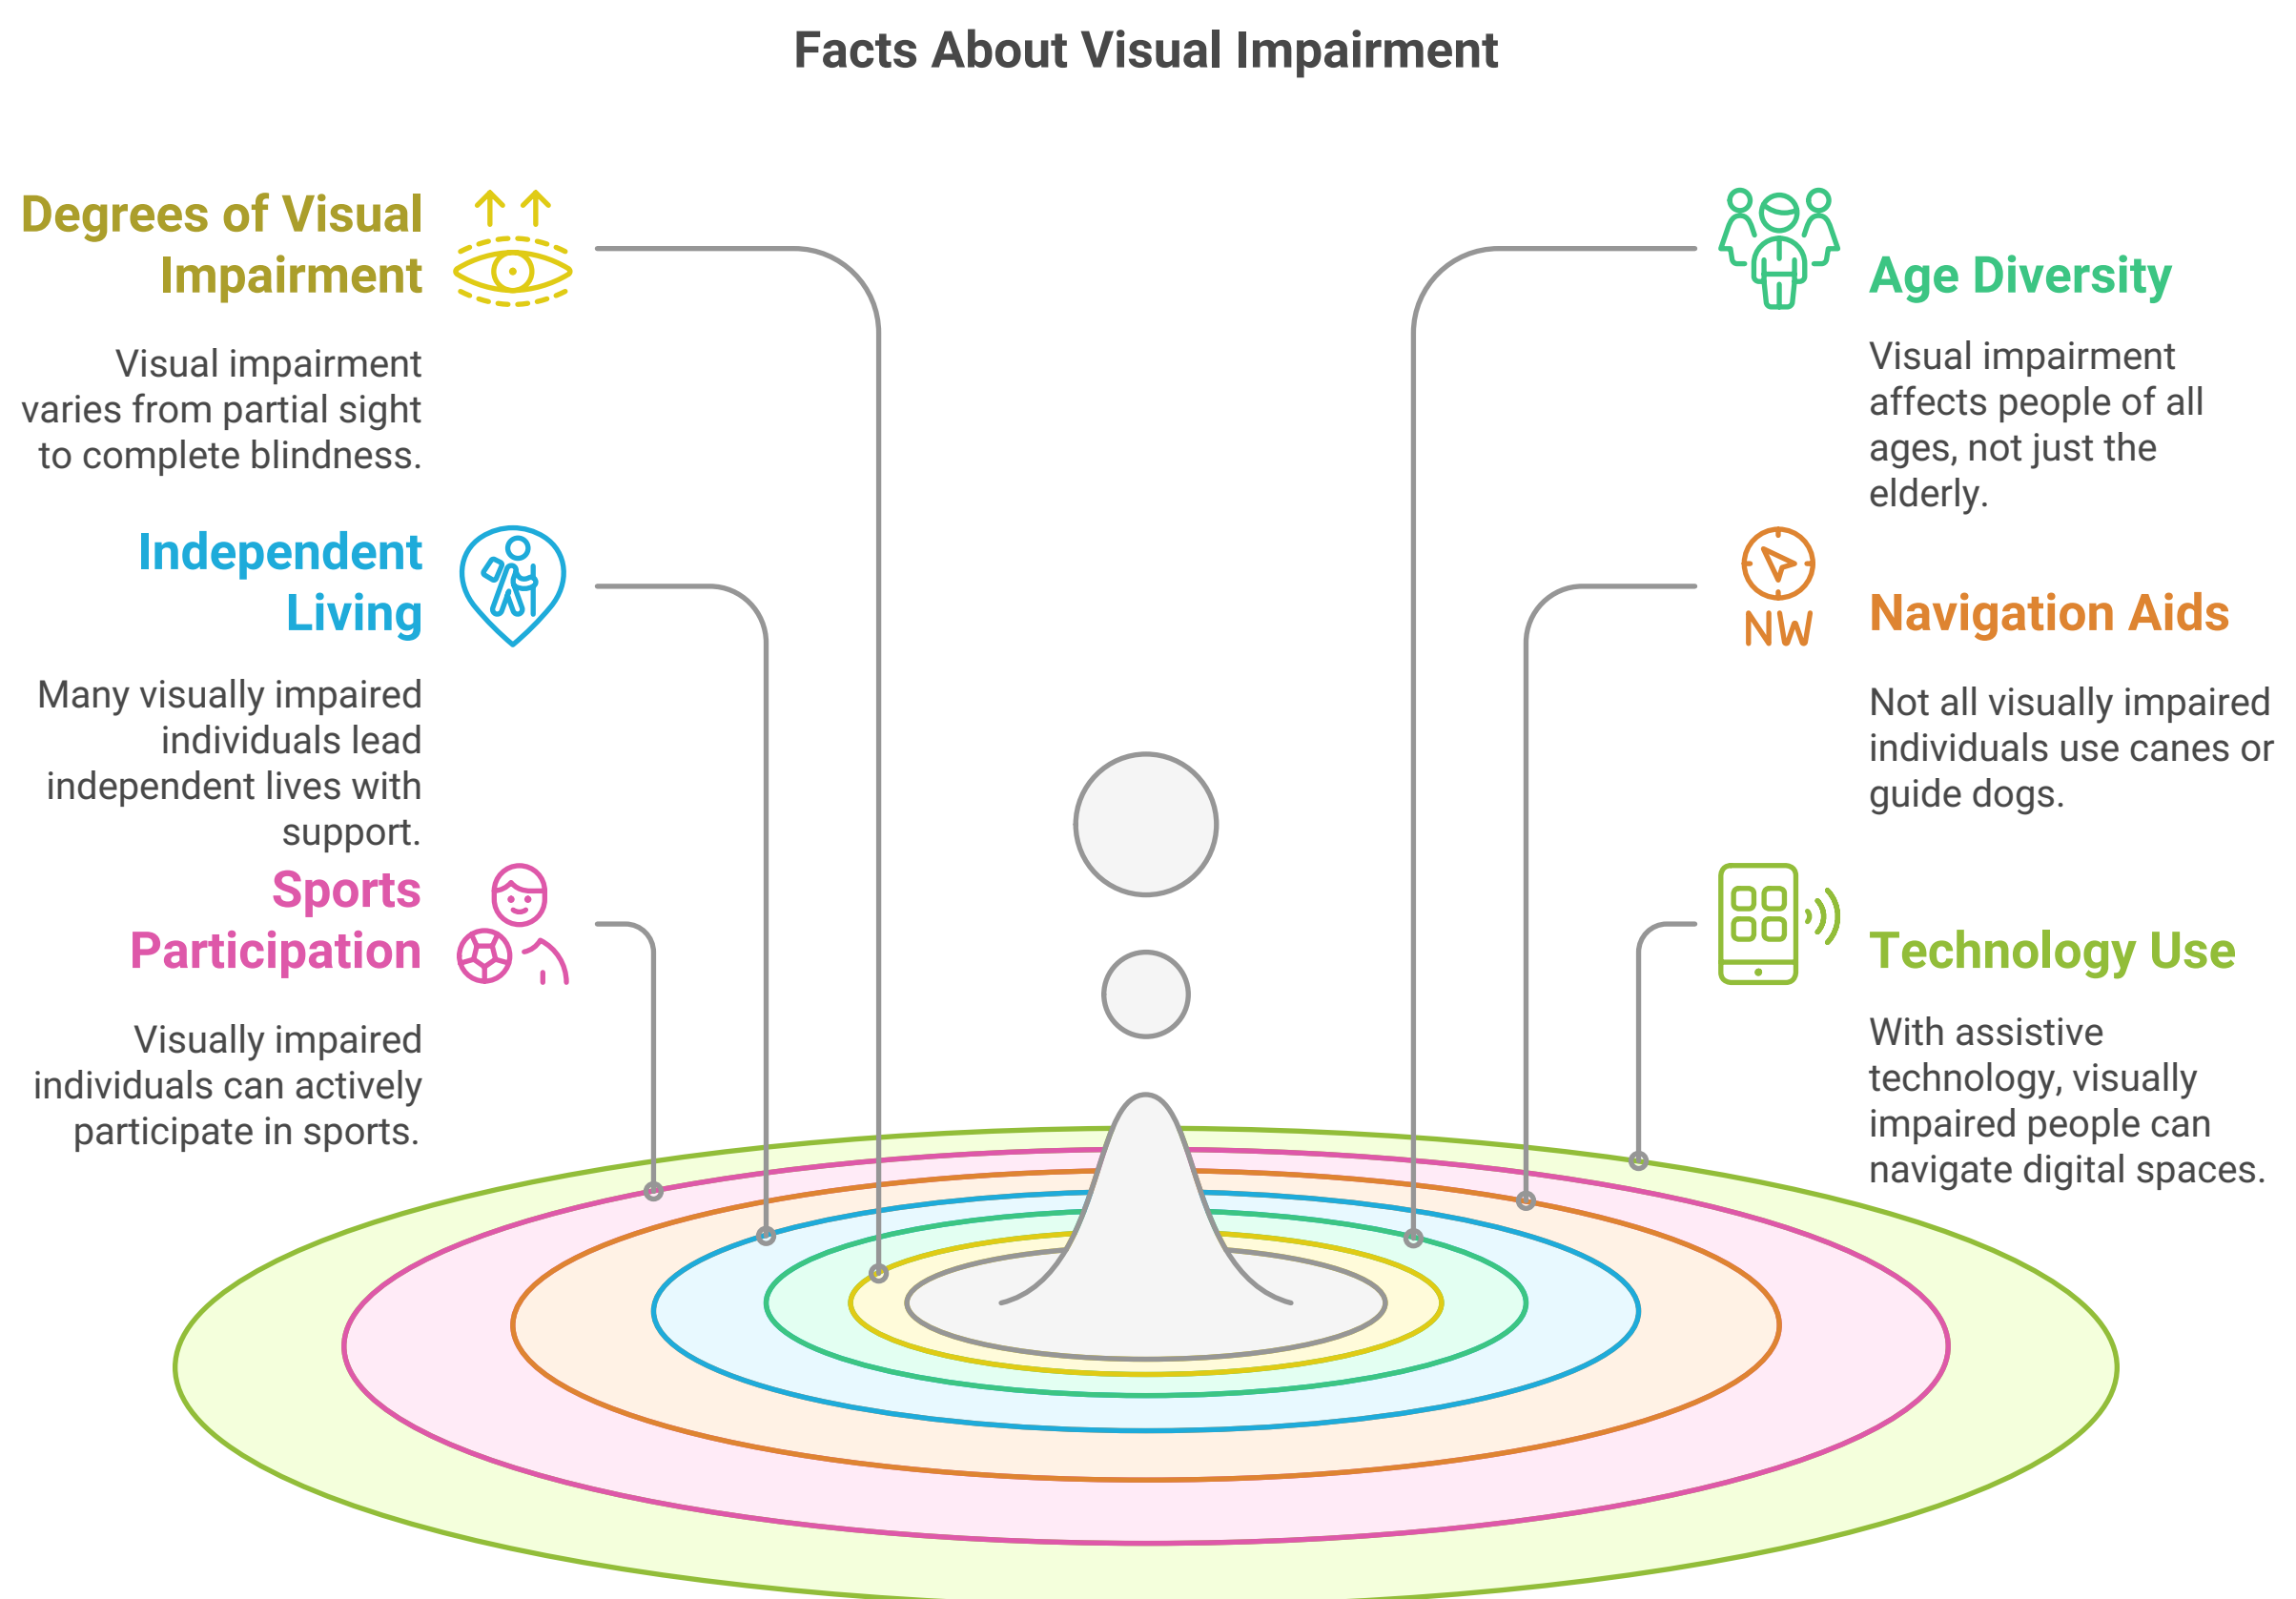 Facts About Visual Impairment
Degrees of Visual
Impairment
Visual impairment
varies from partial sight
to complete blindness.
Independent
Living
Many visually impaired
individuals lead
independent lives with
support.
Sports
Participation
Visually impaired
individuals can actively
participate in sports.
Age Diversity
Visual impairment
affects people of all
ages, not just the
elderly.
NW
Navigation Aids
Not all visually impaired
individuals use canes or
guide dogs.
Technology Use
With assistive
technology, visually
impaired people can
navigate digital spaces.